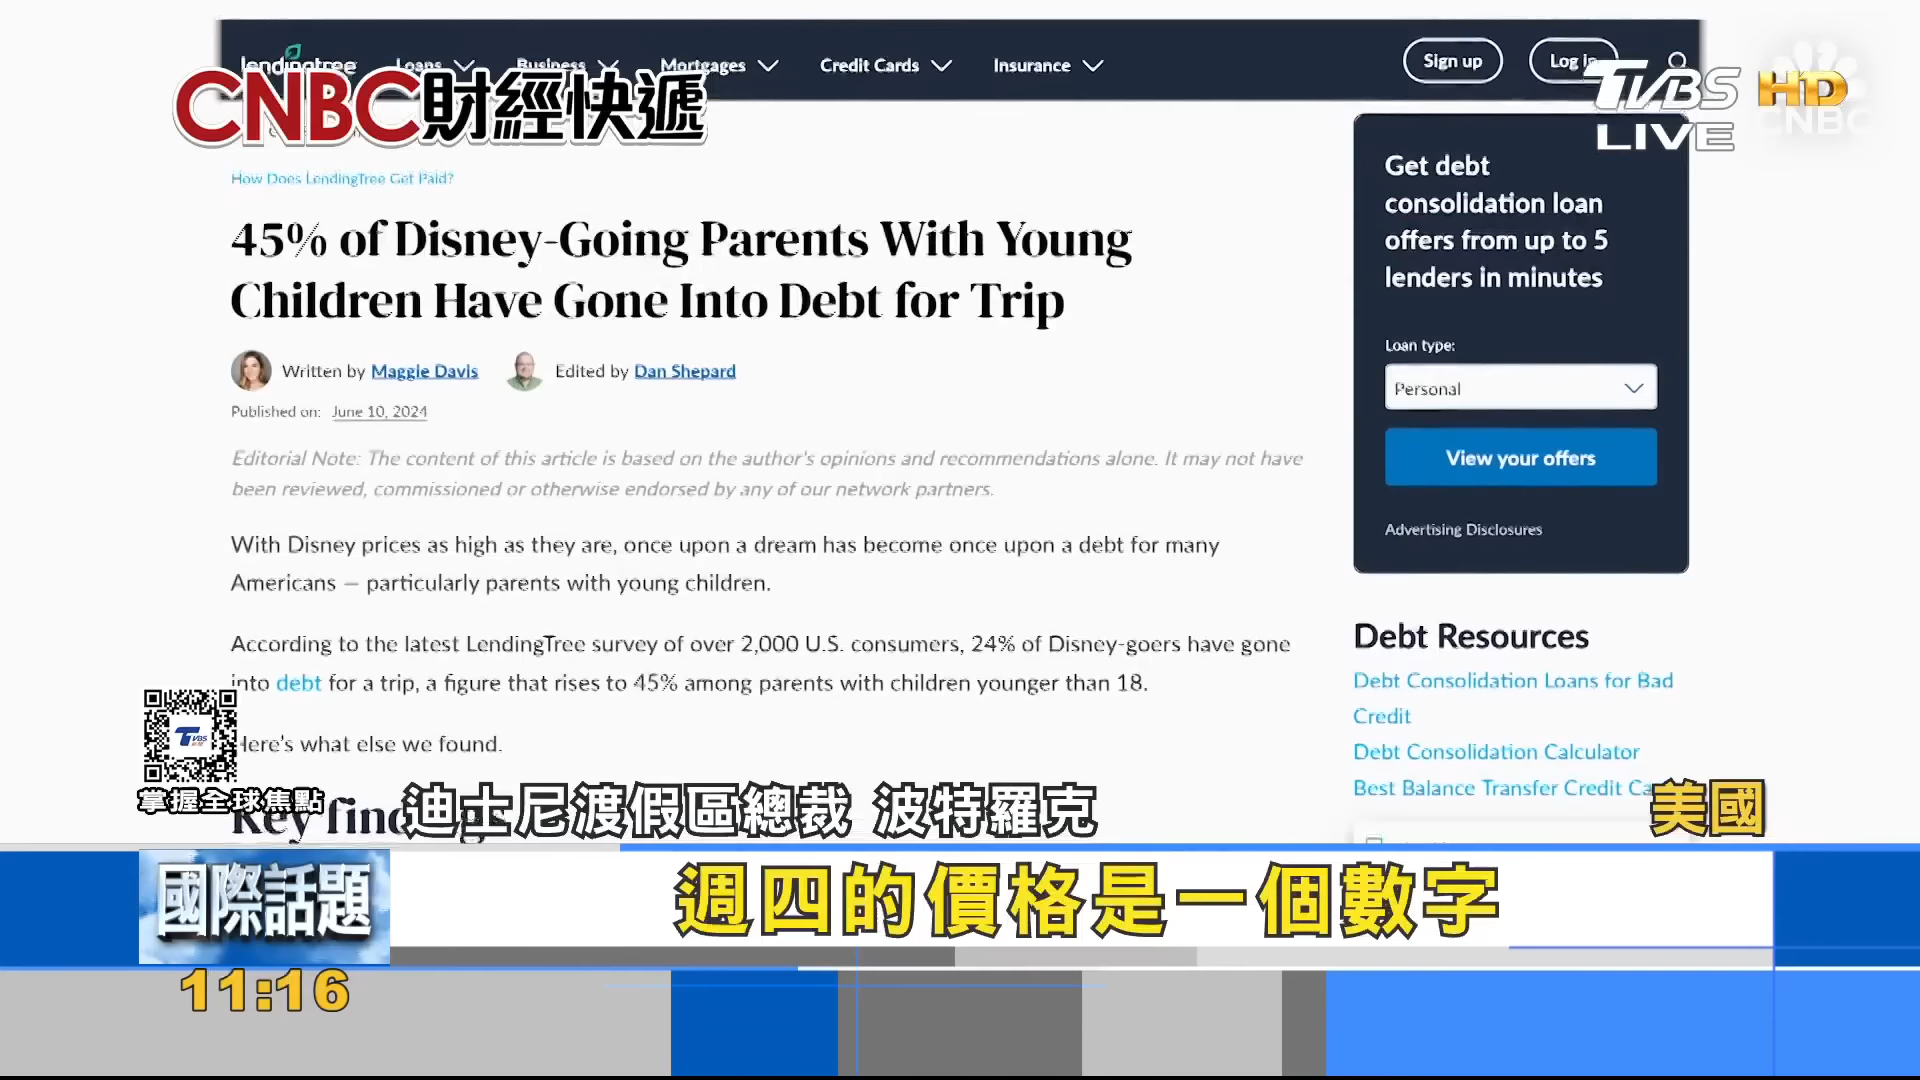 lendingtree
Loans
Business
Mortgages
Credit Cards
Insurance
Sign up
Log in
CNBC財經快遞
TVBS HD
LIVE
CNBC
How Does LendingTree Get Paid?
45% of Disney-Going Parents With Young
Children Have Gone Into Debt for Trip
Written by Maggie Davis
Edited by Dan Shepard
Published on: June 10, 2024
Editorial Note: The content of this article is based on the author's opinions and recommendations alone. It may not have
been reviewed, commissioned or otherwise endorsed by any of our network partners.
With Disney prices as high as they are, once upon a dream has become once upon a debt for many
Americans — particularly parents with young children.
According to the latest LendingTree survey of over 2,000 U.S. consumers, 24% of Disney-goers have gone
into debt for a trip, a figure that rises to 45% among parents with children younger than 18.
Here's what else we found.
Key
Get debt
consolidation loan
offers from up to 5
lenders in minutes
Loan type:
Personal
View your offers
Advertising Disclosures
Debt Resources
Debt Consolidation Loans for Bad
Credit
Debt Consolidation Calculator
Best Balance Transfer Credit
TVBS
掌握全球焦點
迪士尼渡假區總裁 波特羅克
美國
國際話題
週四的價格是一個數字
11:16